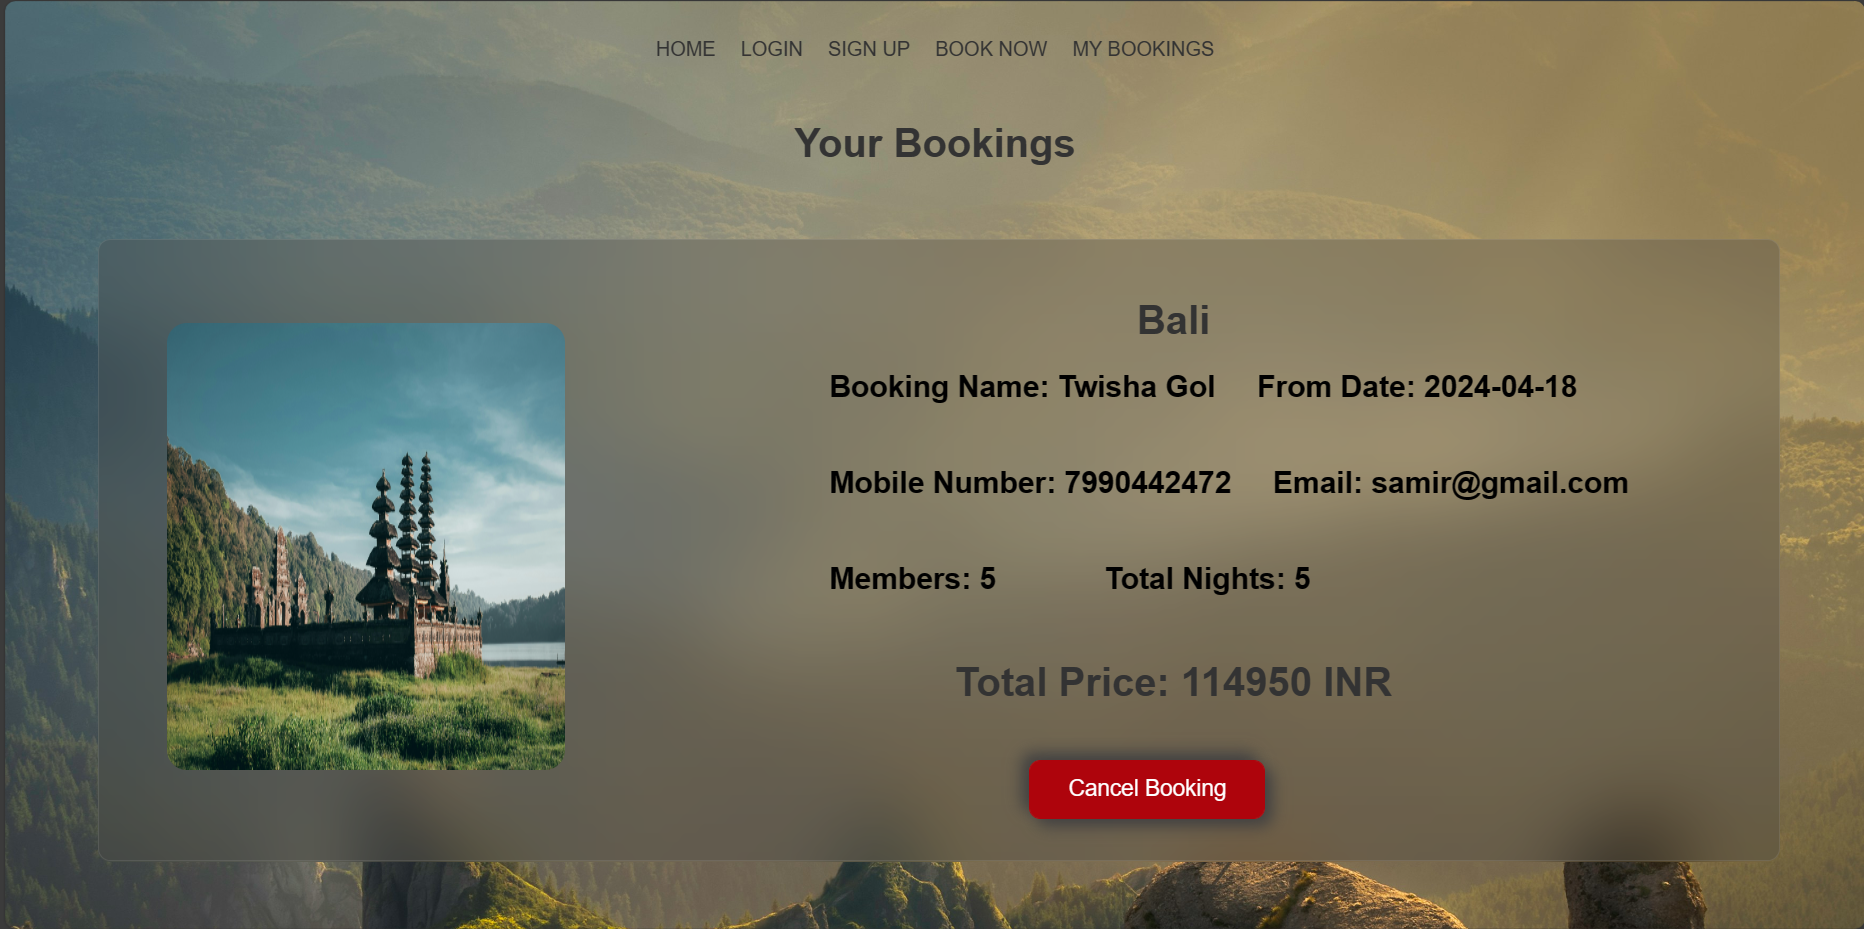 HOME LOGIN SIGN UP BOOK NOW MY BOOKINGS
Your Bookings
Bali
Booking Name: Twisha Gol From Date: 2024-04-18
Mobile Number: 7990442472 Email: samir@gmail.com
Members: 5 Total Nights: 5
Total Price: 114950 INR
Cancel Booking